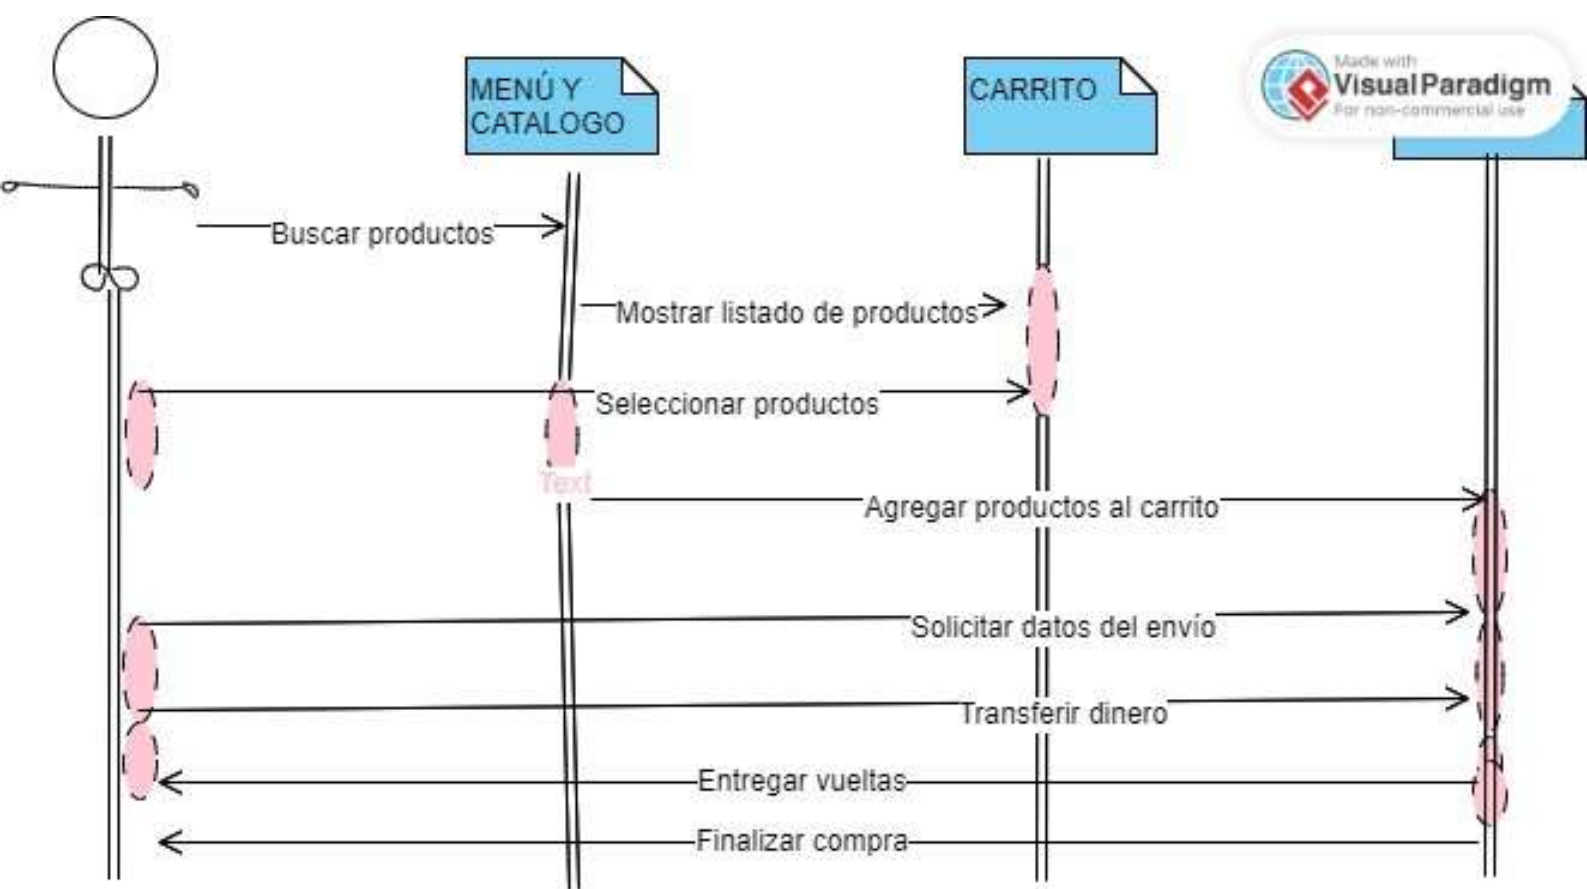 MENÚ Y
CATALOGO
CARRITO
Made with
Visual Paradigm
For non-commercial use
Buscar productos
Mostrar listado de productos
Seleccionar productos
Text
Agregar productos al carrito
Solicitar datos del envío
Transferir dinero
Entregar vueltas
Finalizar compra